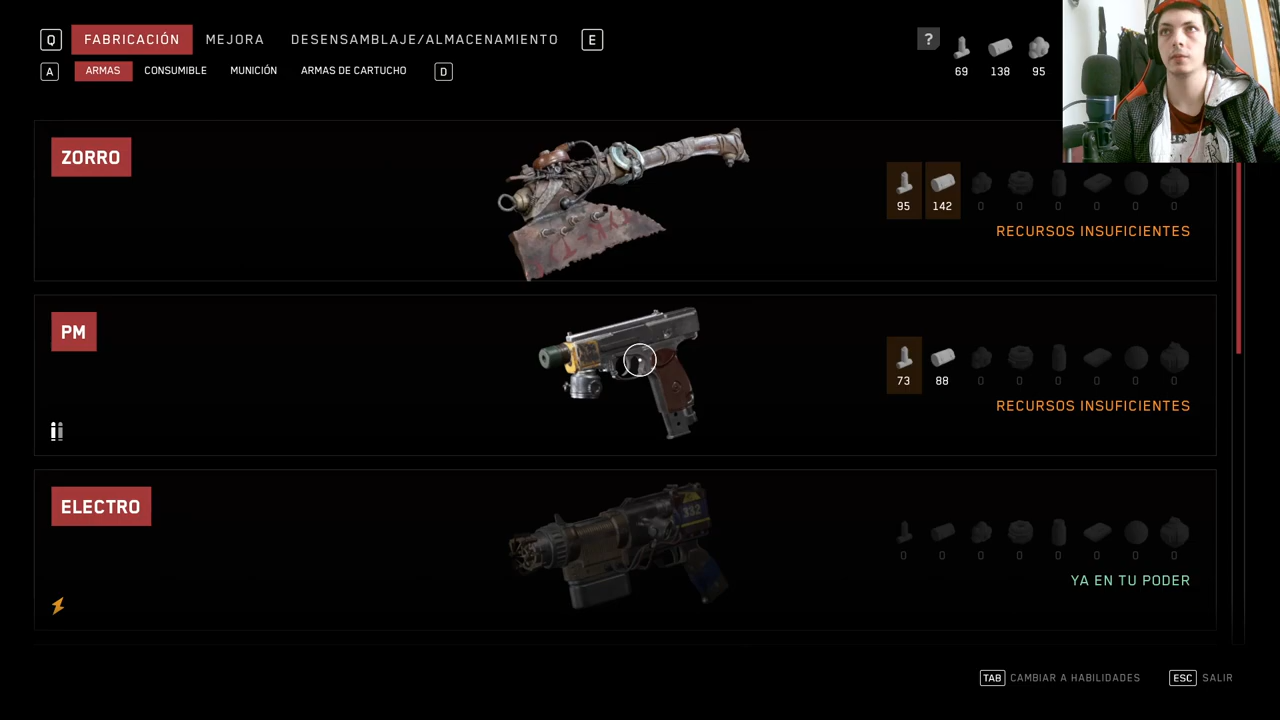 Q FABRICACIÓN MEJORA DESENSAMBLAJE/ALMACENAMIENTO E
A ARMAS CONSUMIBLE MUNICIÓN ARMAS DE CARTUCHO D
?
69 138 95
ZORRO
95 142 0 0 0 0 0 0
RECURSOS INSUFICIENTES
PM
73 88 0 0 0 0 0 0
RECURSOS INSUFICIENTES
ELECTRO
332
0 0 0 0 0 0 0 0
YA EN TU PODER
TAB CAMBIAR A HABILIDADES ESC SALIR